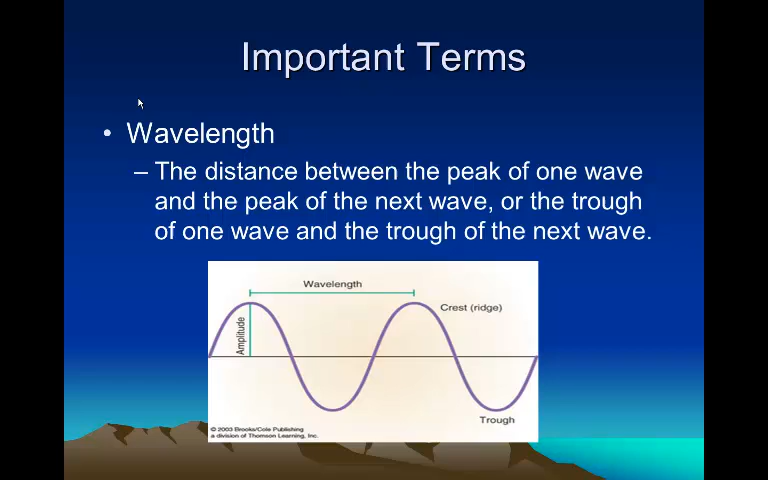 Important Terms
• Wavelength
– The distance between the peak of one wave
and the peak of the next wave, or the trough
of one wave and the trough of the next wave.
Wavelength
Crest (ridge)
Amplitude
Trough
© 2003 Brooks/Cole Publishing
a division of Thomson Learning, Inc.